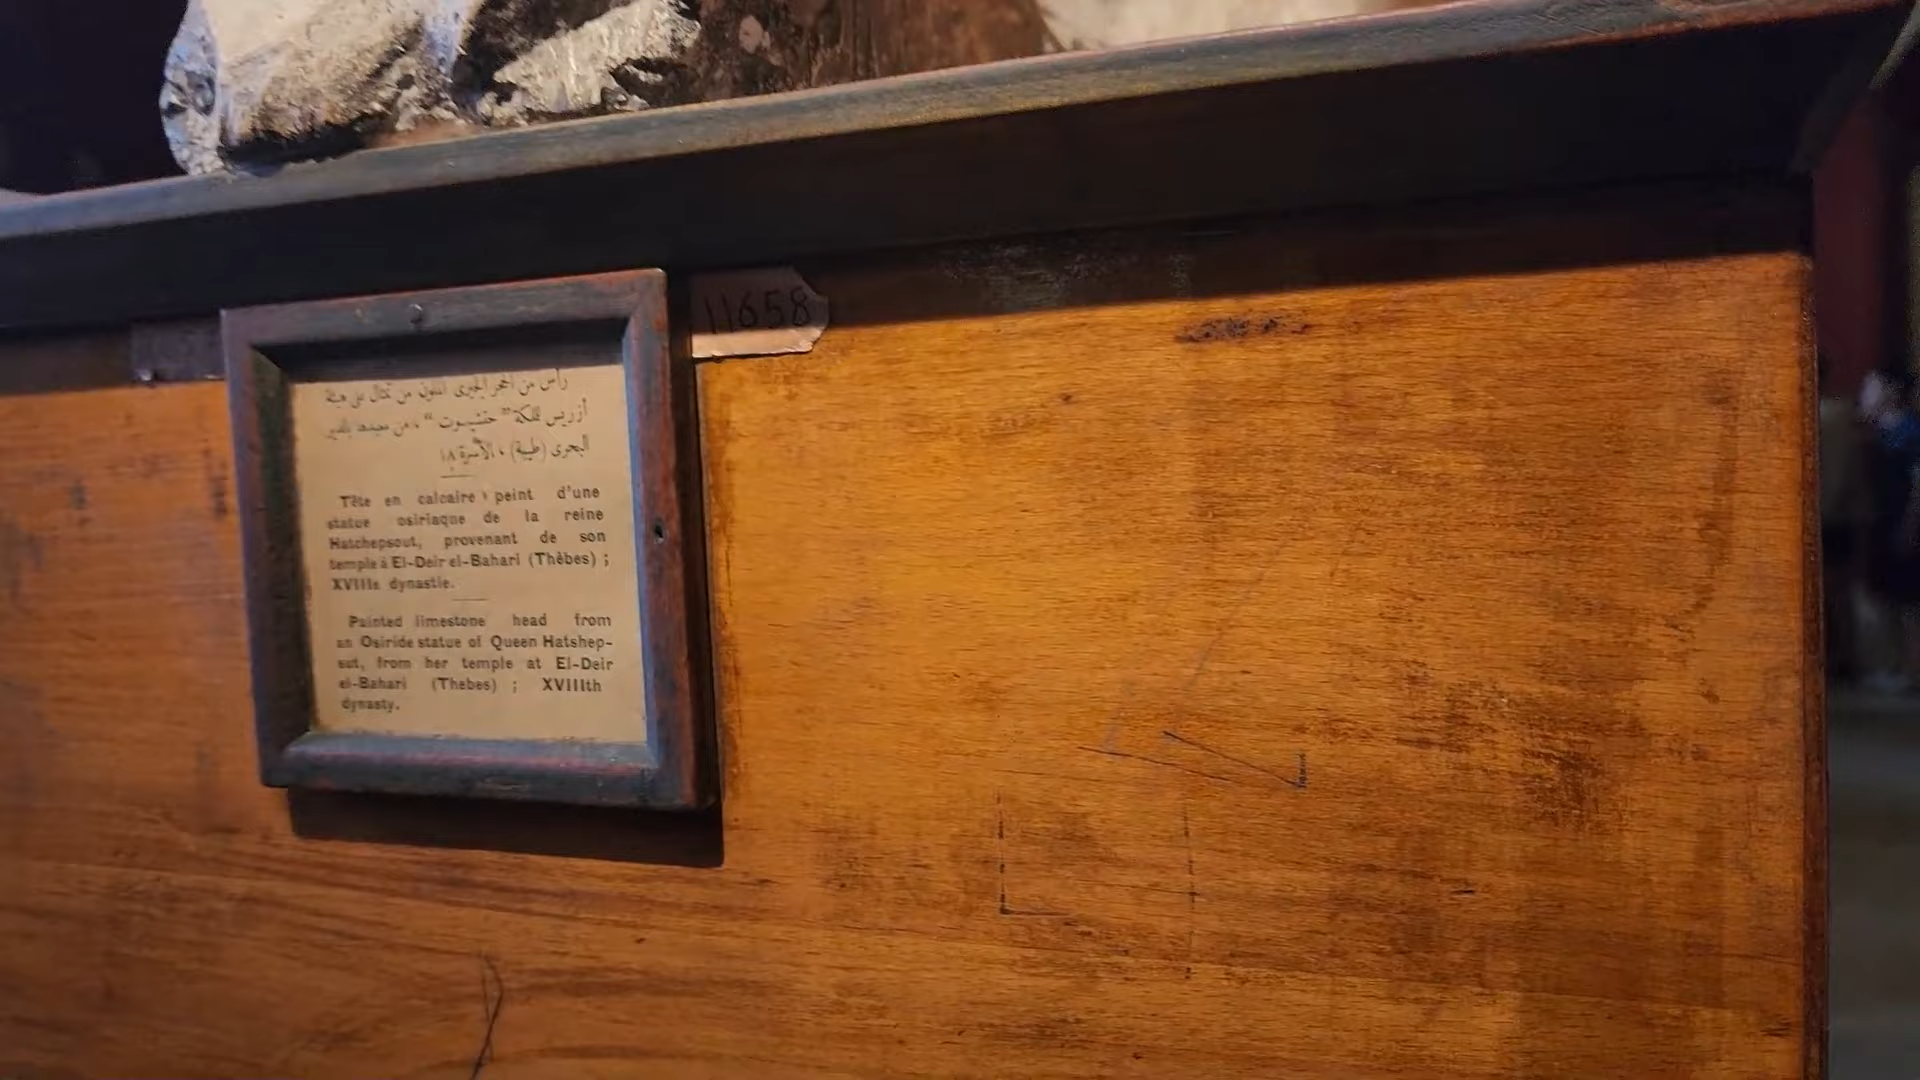 11658
رأس من الحجر الجيرى الملون من تمثال على هيئة
أزريس للملكة "حتشبسوت" ، من معبدها بالدير
البحرى (طيبة) ، الأسرة ١٨
Tête en calcaire peint d'une
statue osiriaque de la reine
Hatchepsout, provenant de son
temple à El-Deir el-Bahari (Thèbes) ;
XVIIIe dynastie.
Painted limestone head from
an Osiride statue of Queen Hatshep-
sut, from her temple at El-Deir
el-Bahari (Thebes) ; XVIIIth
dynasty.